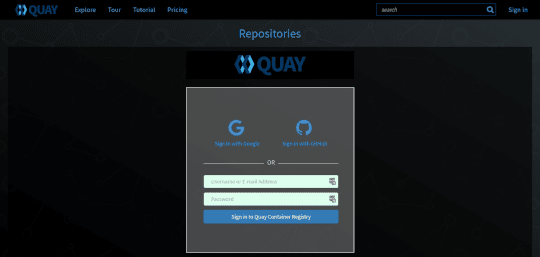 QUAY Explore Tour Tutorial Pricing search Sign in
Repositories
QUAY
Sign in with Google Sign in with GitHub
OR
Username or E-mail Address
Password
Sign in to Quay Container Registry